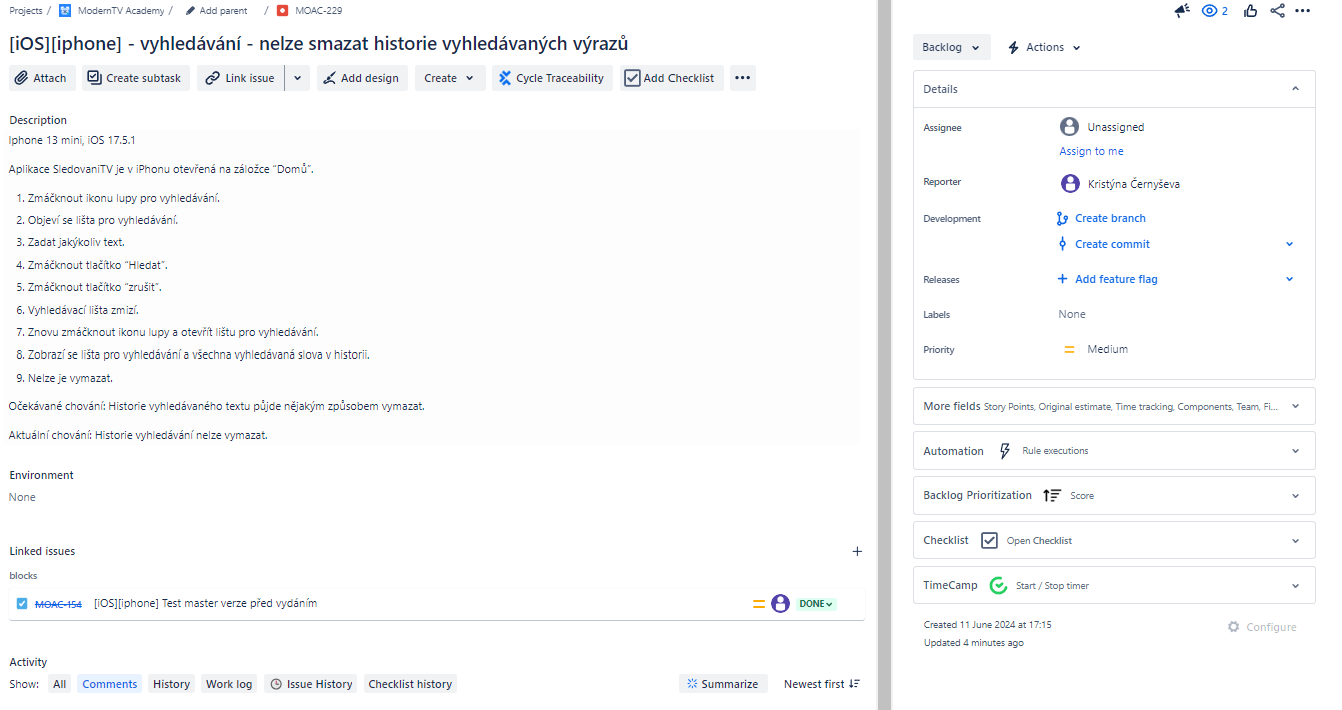 Projects / ModernTV Academy / Add parent / MOAC-229
[iOS][iphone] - vyhledávání - nelze smazat historie vyhledávaných výrazů
Attach Create subtask Link issue Add design Create Cycle Traceability Add Checklist
Description
Iphone 13 mini, iOS 17.5.1
Aplikace SledovaniTV je v iPhonu otevřená na záložce “Domů”.
1. Zmáčknout ikonu lupy pro vyhledávání.
2. Objeví se lišta pro vyhledávání.
3. Zadat jakýkoliv text.
4. Zmáčknout tlačítko “Hledat”.
5. Zmáčknout tlačítko “zrušit”.
6. Vyhledávací lišta zmizí.
7. Znovu zmáčknout ikonu lupy a otevřít lištu pro vyhledávání.
8. Zobrazí se lišta pro vyhledávání a všechna vyhledávaná slova v historii.
9. Nelze je vymazat.
Očekávané chování: Historie vyhledávaného textu půjde nějakým způsobem vymazat.
Aktuální chování: Historie vyhledávání nelze vymazat.
Environment
None
Linked issues
blocks
MOAC-154 [iOS][iphone] Test master verze před vydáním DONE
Activity
Show: All Comments History Work log Issue History Checklist history Summarize Newest first
2
Backlog Actions
Details
Assignee Unassigned
Assign to me
Reporter Kristýna Černyševa
Development Create branch
Create commit
Releases Add feature flag
Labels None
Priority Medium
More fields Story Points, Original estimate, Time tracking, Components, Team, Fi...
Automation Rule executions
Backlog Prioritization Score
Checklist Open Checklist
TimeCamp Start / Stop timer
Created 11 June 2024 at 17:15 Configure
Updated 4 minutes ago